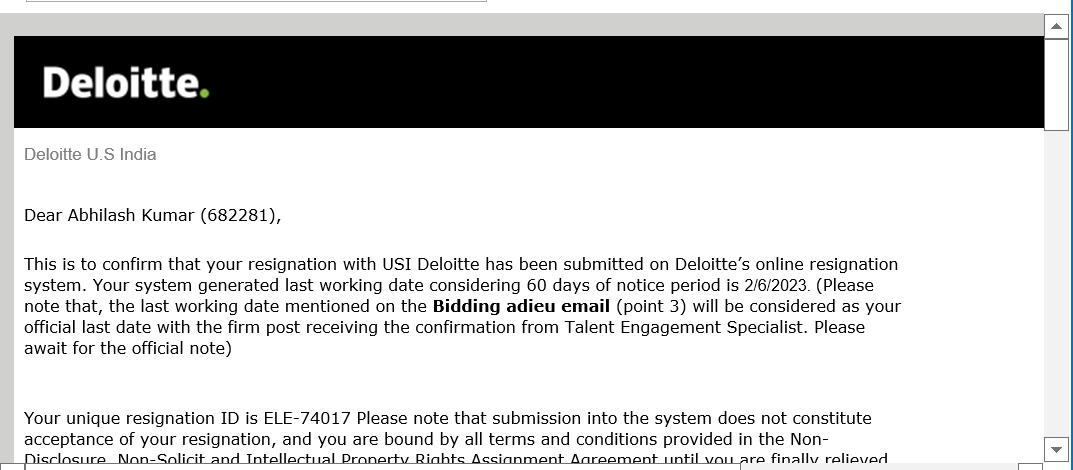 Deloitte.
Deloitte U.S India
Dear Abhilash Kumar (682281),
This is to confirm that your resignation with USI Deloitte has been submitted on Deloitte’s online resignation
system. Your system generated last working date considering 60 days of notice period is 2/6/2023. (Please
note that, the last working date mentioned on the Bidding adieu email (point 3) will be considered as your
official last date with the firm post receiving the confirmation from Talent Engagement Specialist. Please
await for the official note)
Your unique resignation ID is ELE-74017 Please note that submission into the system does not constitute
acceptance of your resignation, and you are bound by all terms and conditions provided in the Non-
Disclosure, Non-Solicit and Intellectual Property Rights Assignment Agreement until you are finally relieved